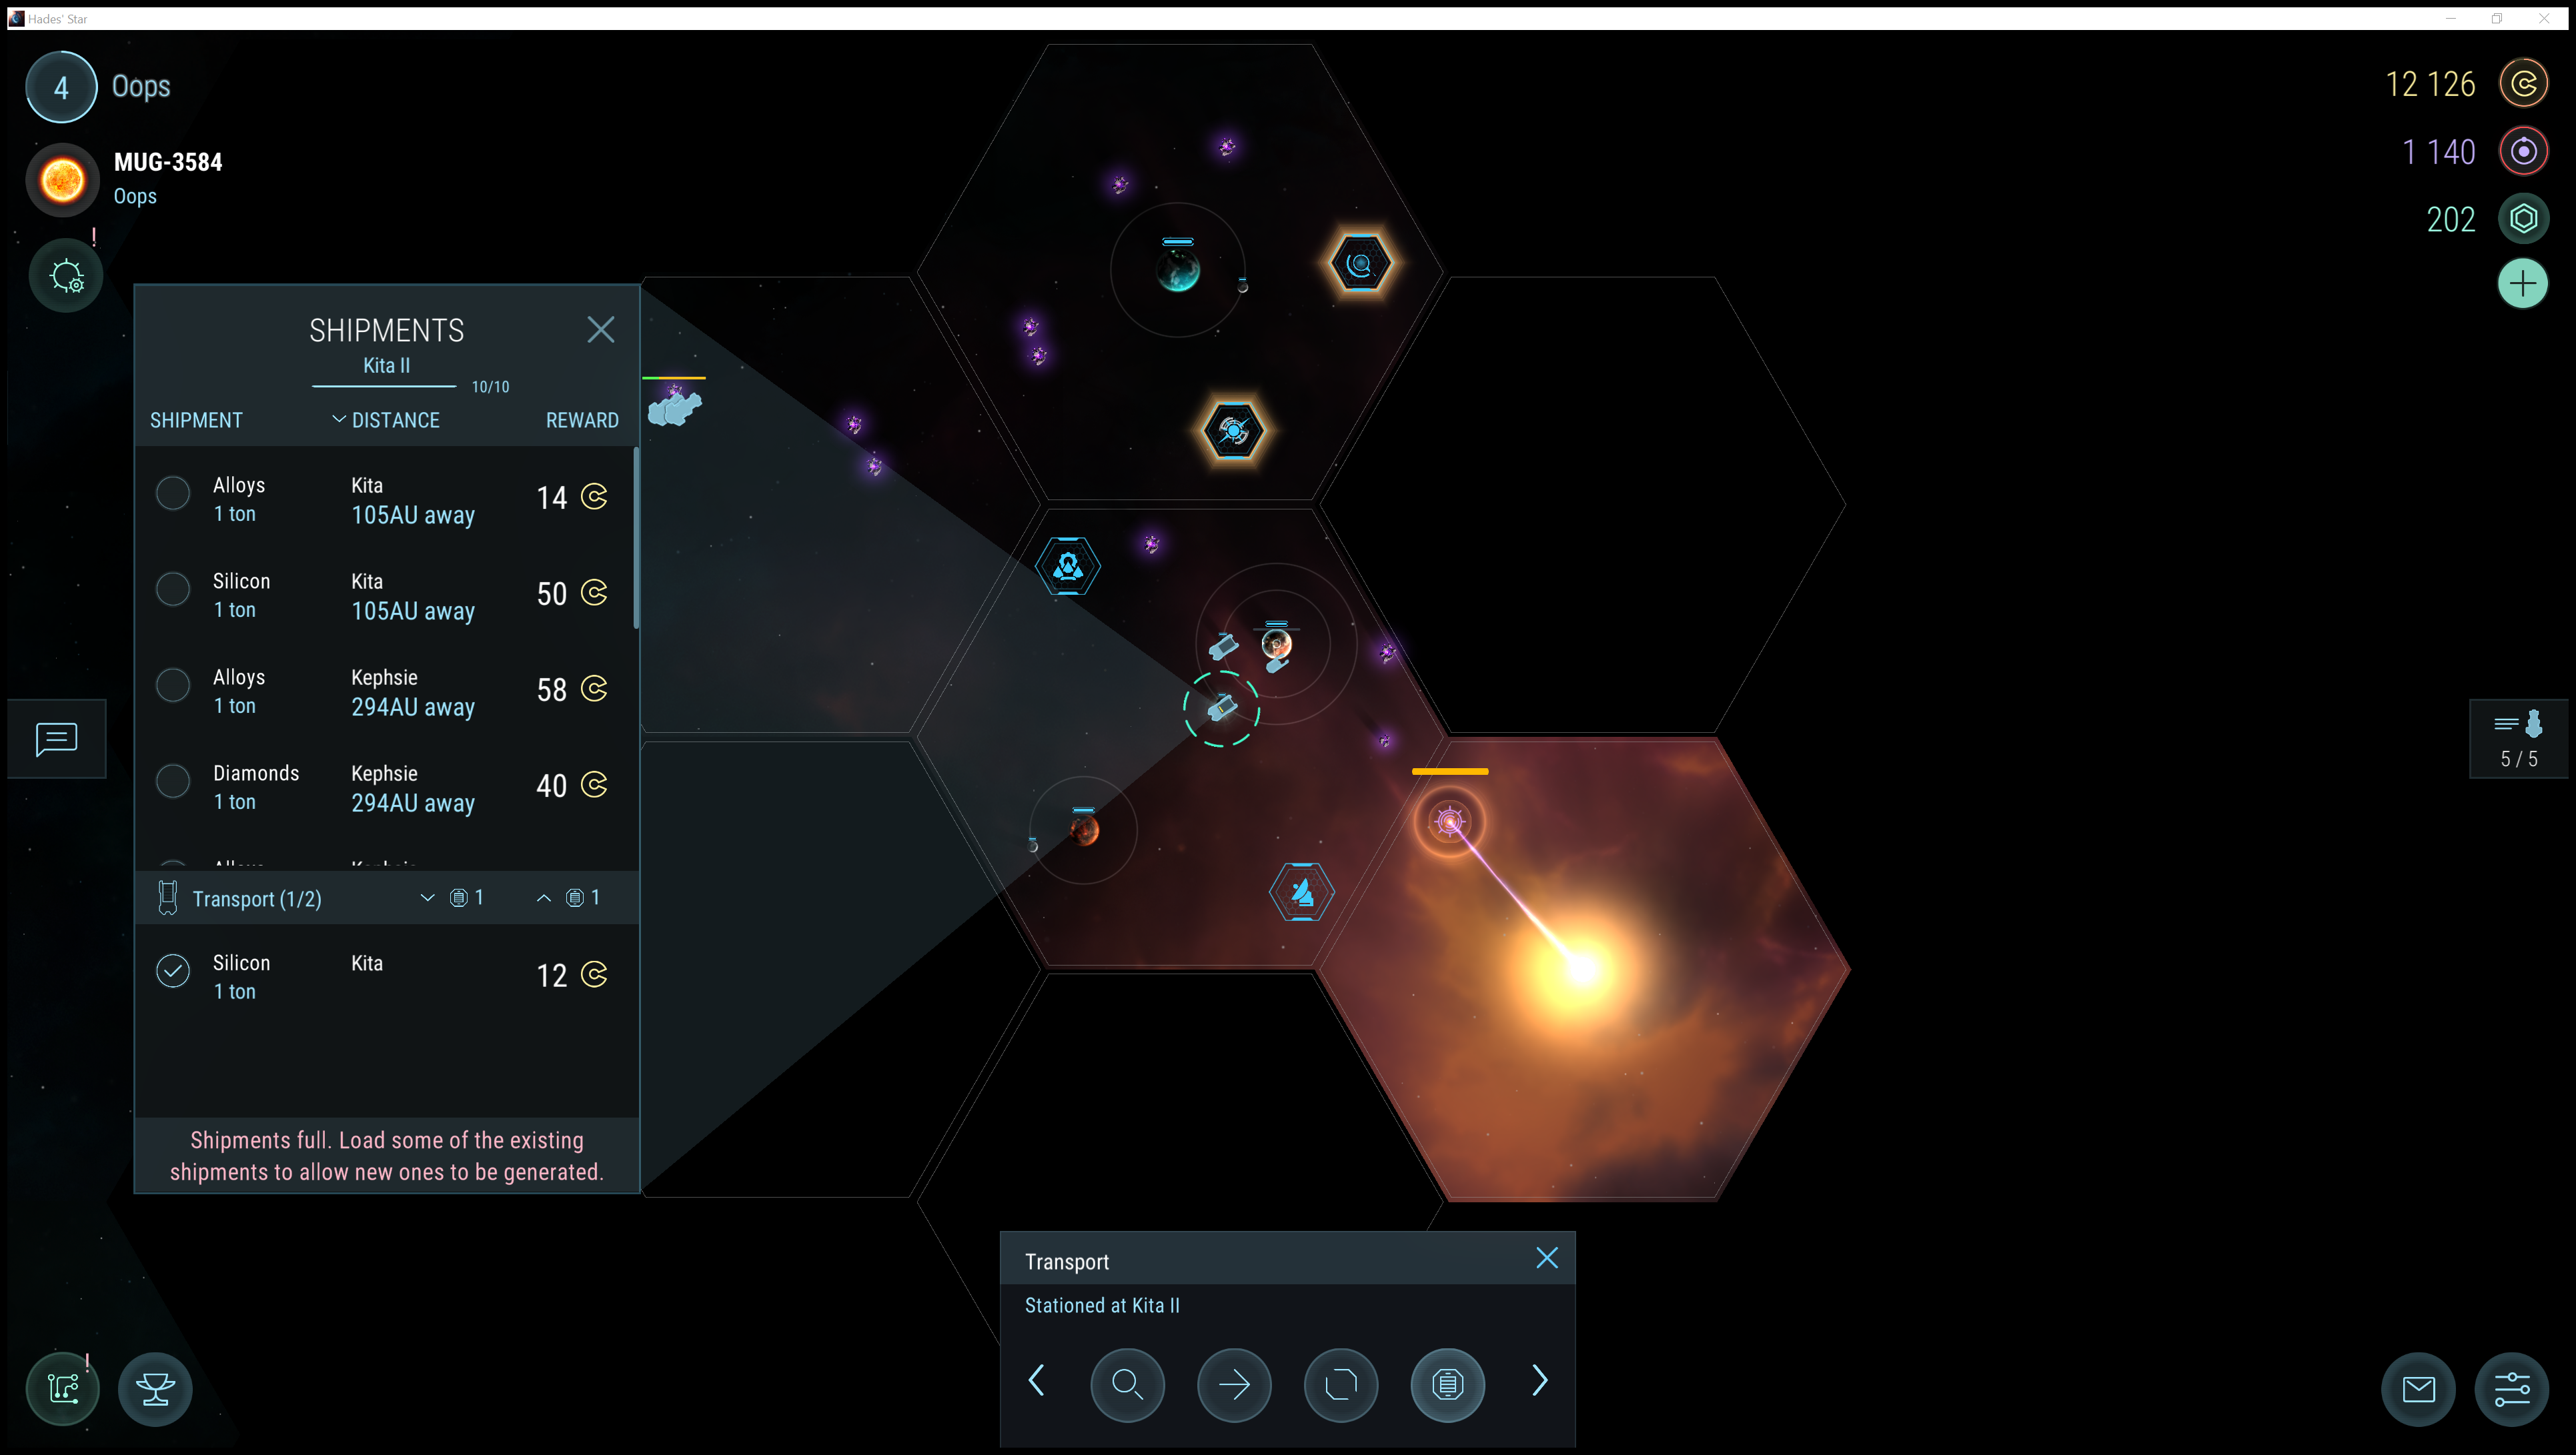 Hades' Star
4
Oops
MUG-3584
Oops
!
12 126
1 140
202
SHIPMENTS
Kita II
10/10
SHIPMENT
DISTANCE
REWARD
Alloys
1 ton
Kita
105AU away
14
Silicon
1 ton
Kita
105AU away
50
Alloys
1 ton
Kephsie
294AU away
58
Diamonds
1 ton
Kephsie
294AU away
40
Transport (1/2)
1
1
Silicon
1 ton
Kita
12
Shipments full. Load some of the existing
shipments to allow new ones to be generated.
5 / 5
Transport
Stationed at Kita II
!